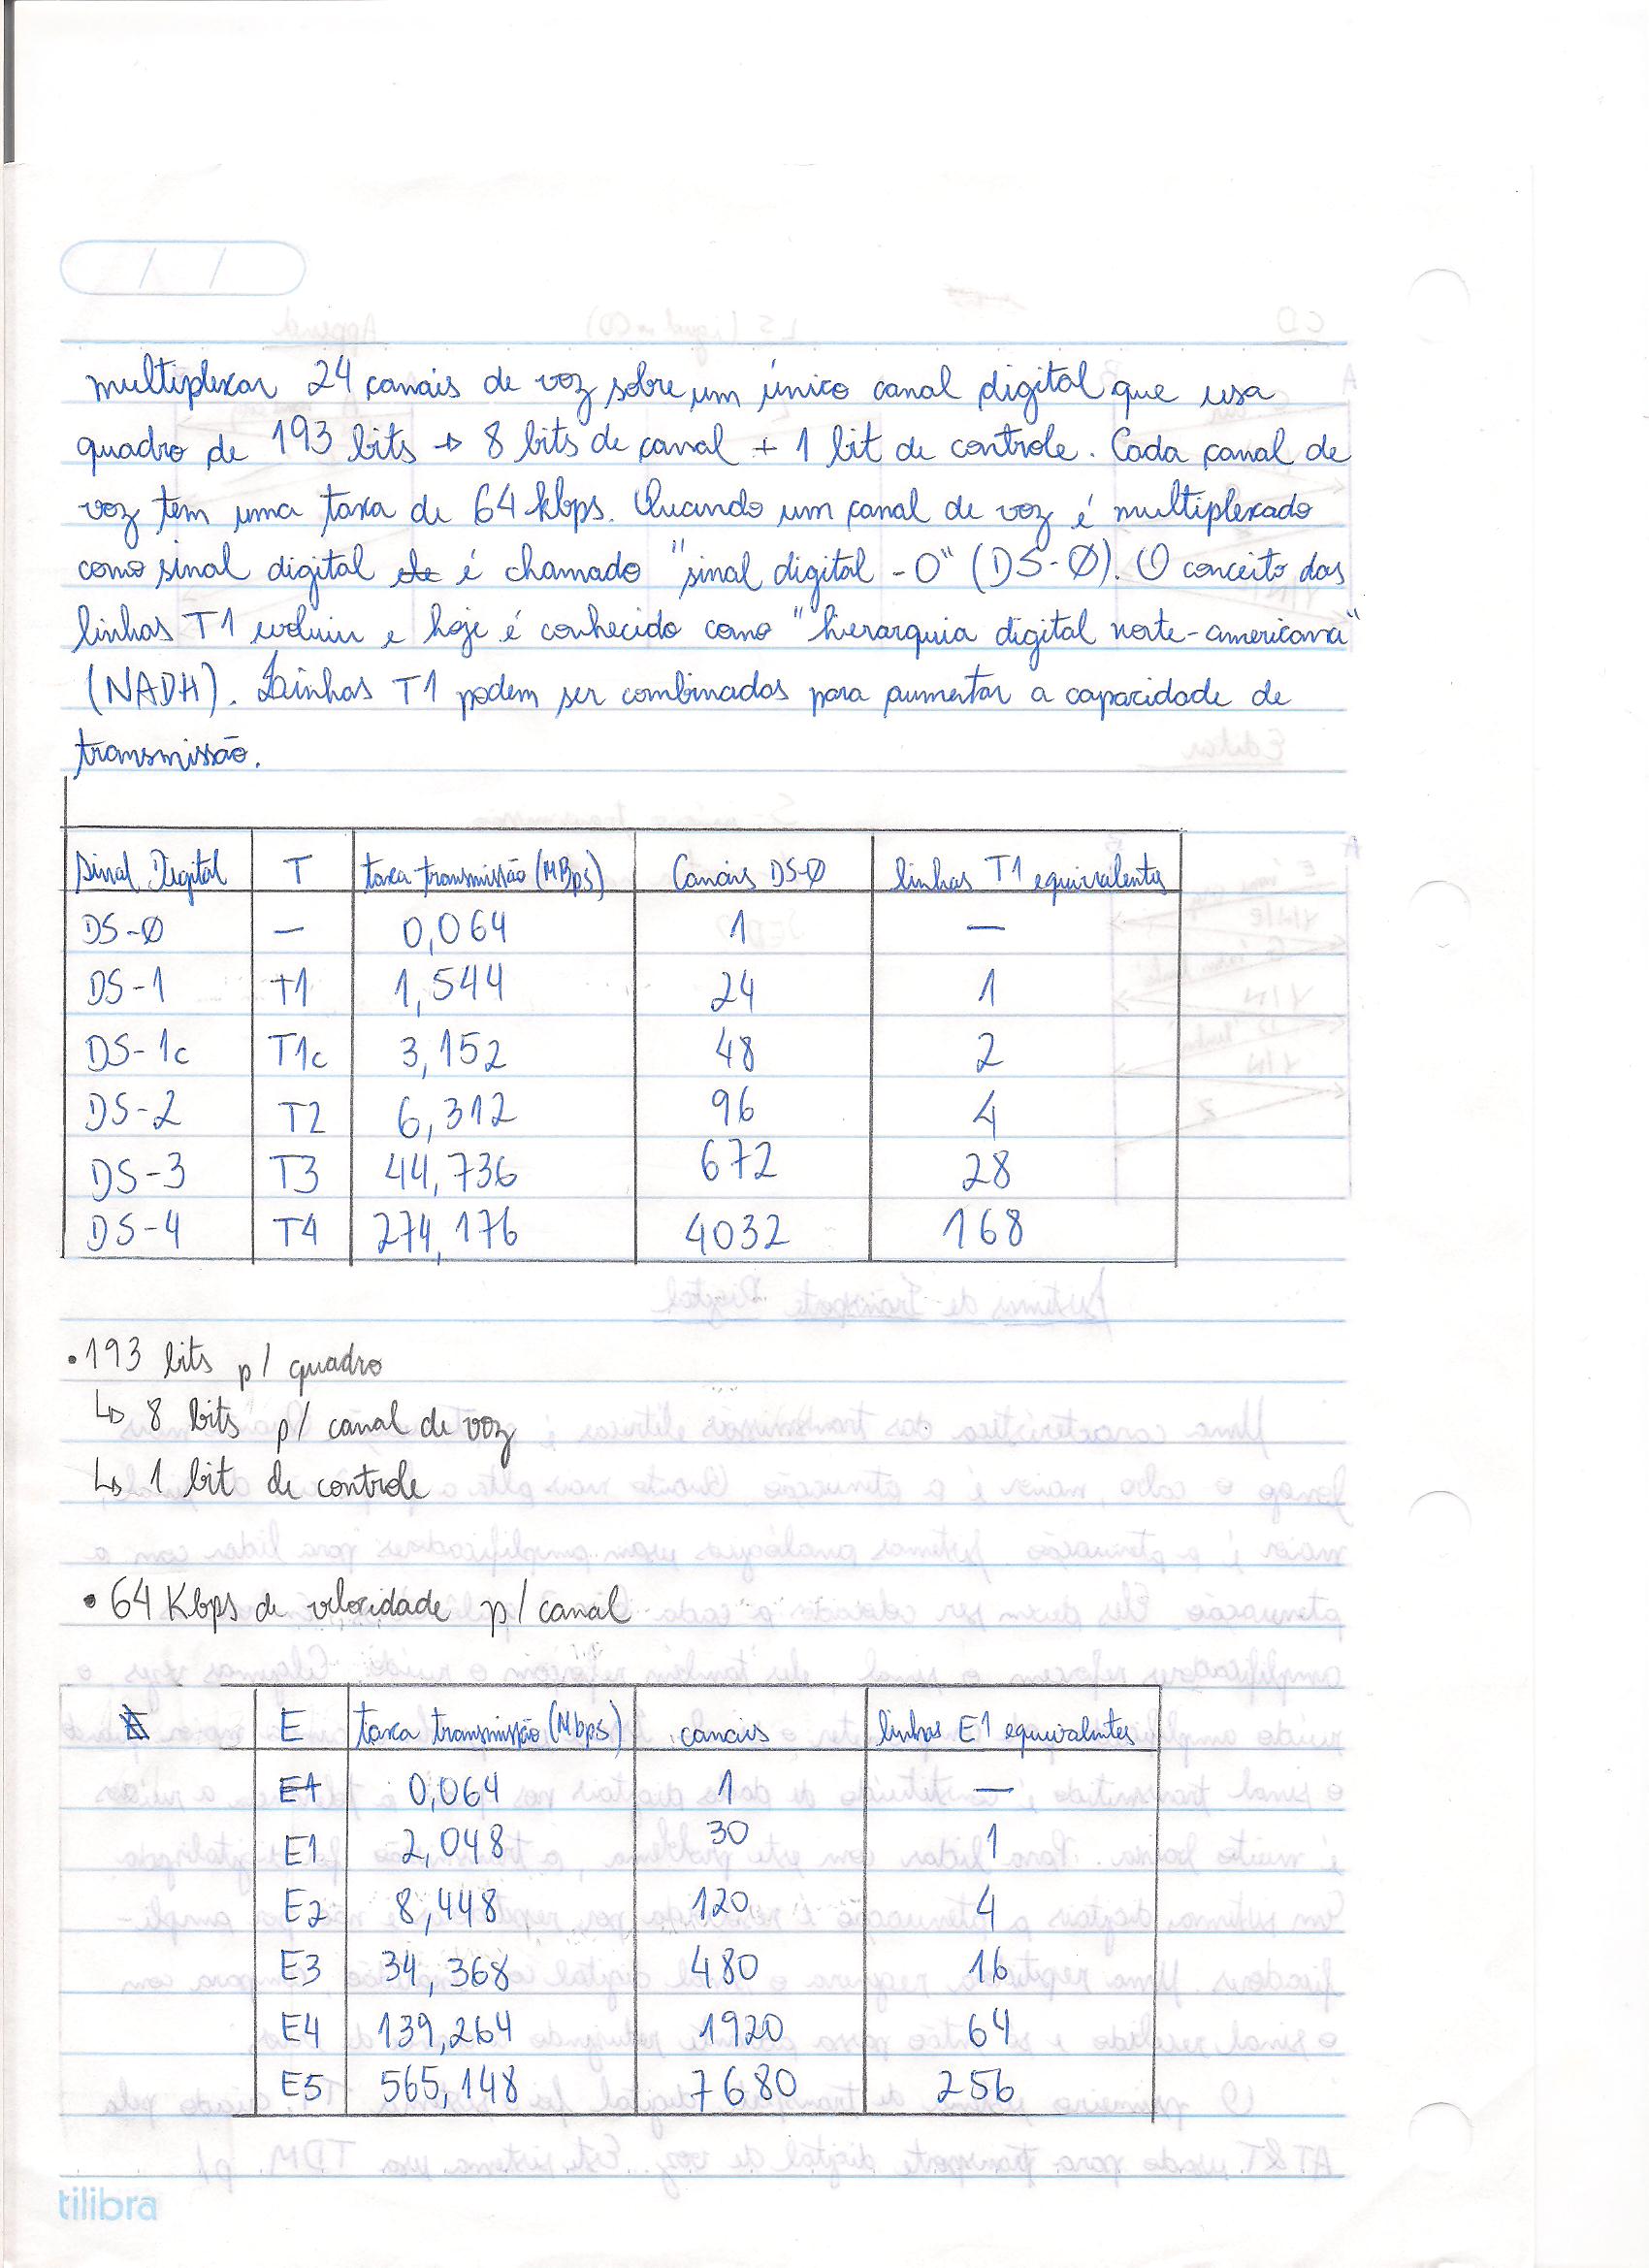 multiplexar 24 canais de voz sobre um único canal digital que usa
quadro de 193 bits → 8 bits de canal + 1 bit de controle. Cada canal de
voz tem uma taxa de 64 kbps. Quando um canal de voz é multiplexado
como sinal digital ele é chamado "sinal digital - 0" (DS-Ø). O conceito das
linhas T1 evoluiu e hoje é conhecido como "hierarquia digital norte-americana"
(NADH). Linhas T1 podem ser combinadas para aumentar a capacidade de
transmissão.
Sinal Digital T taxa transmissão (MBps) Canais DS-Ø linhas T1 equivalentes
DS-Ø — 0,064 1 —
DS-1 T1 1,544 24 1
DS-1c T1c 3,152 48 2
DS-2 T2 6,312 96 4
DS-3 T3 44,736 672 28
DS-4 T4 274,176 4032 168
• 193 bits p/ quadro
↳ 8 bits p/ canal de voz
↳ 1 bit de controle
• 64 Kbps de velocidade p/ canal
E taxa transmissão (Mbps) canais linhas E1 equivalentes
E1 0,064 1 —
E1 2,048 30 1
E2 8,448 120 4
E3 34,368 480 16
E4 139,264 1920 64
E5 565,148 7680 256
tilibra